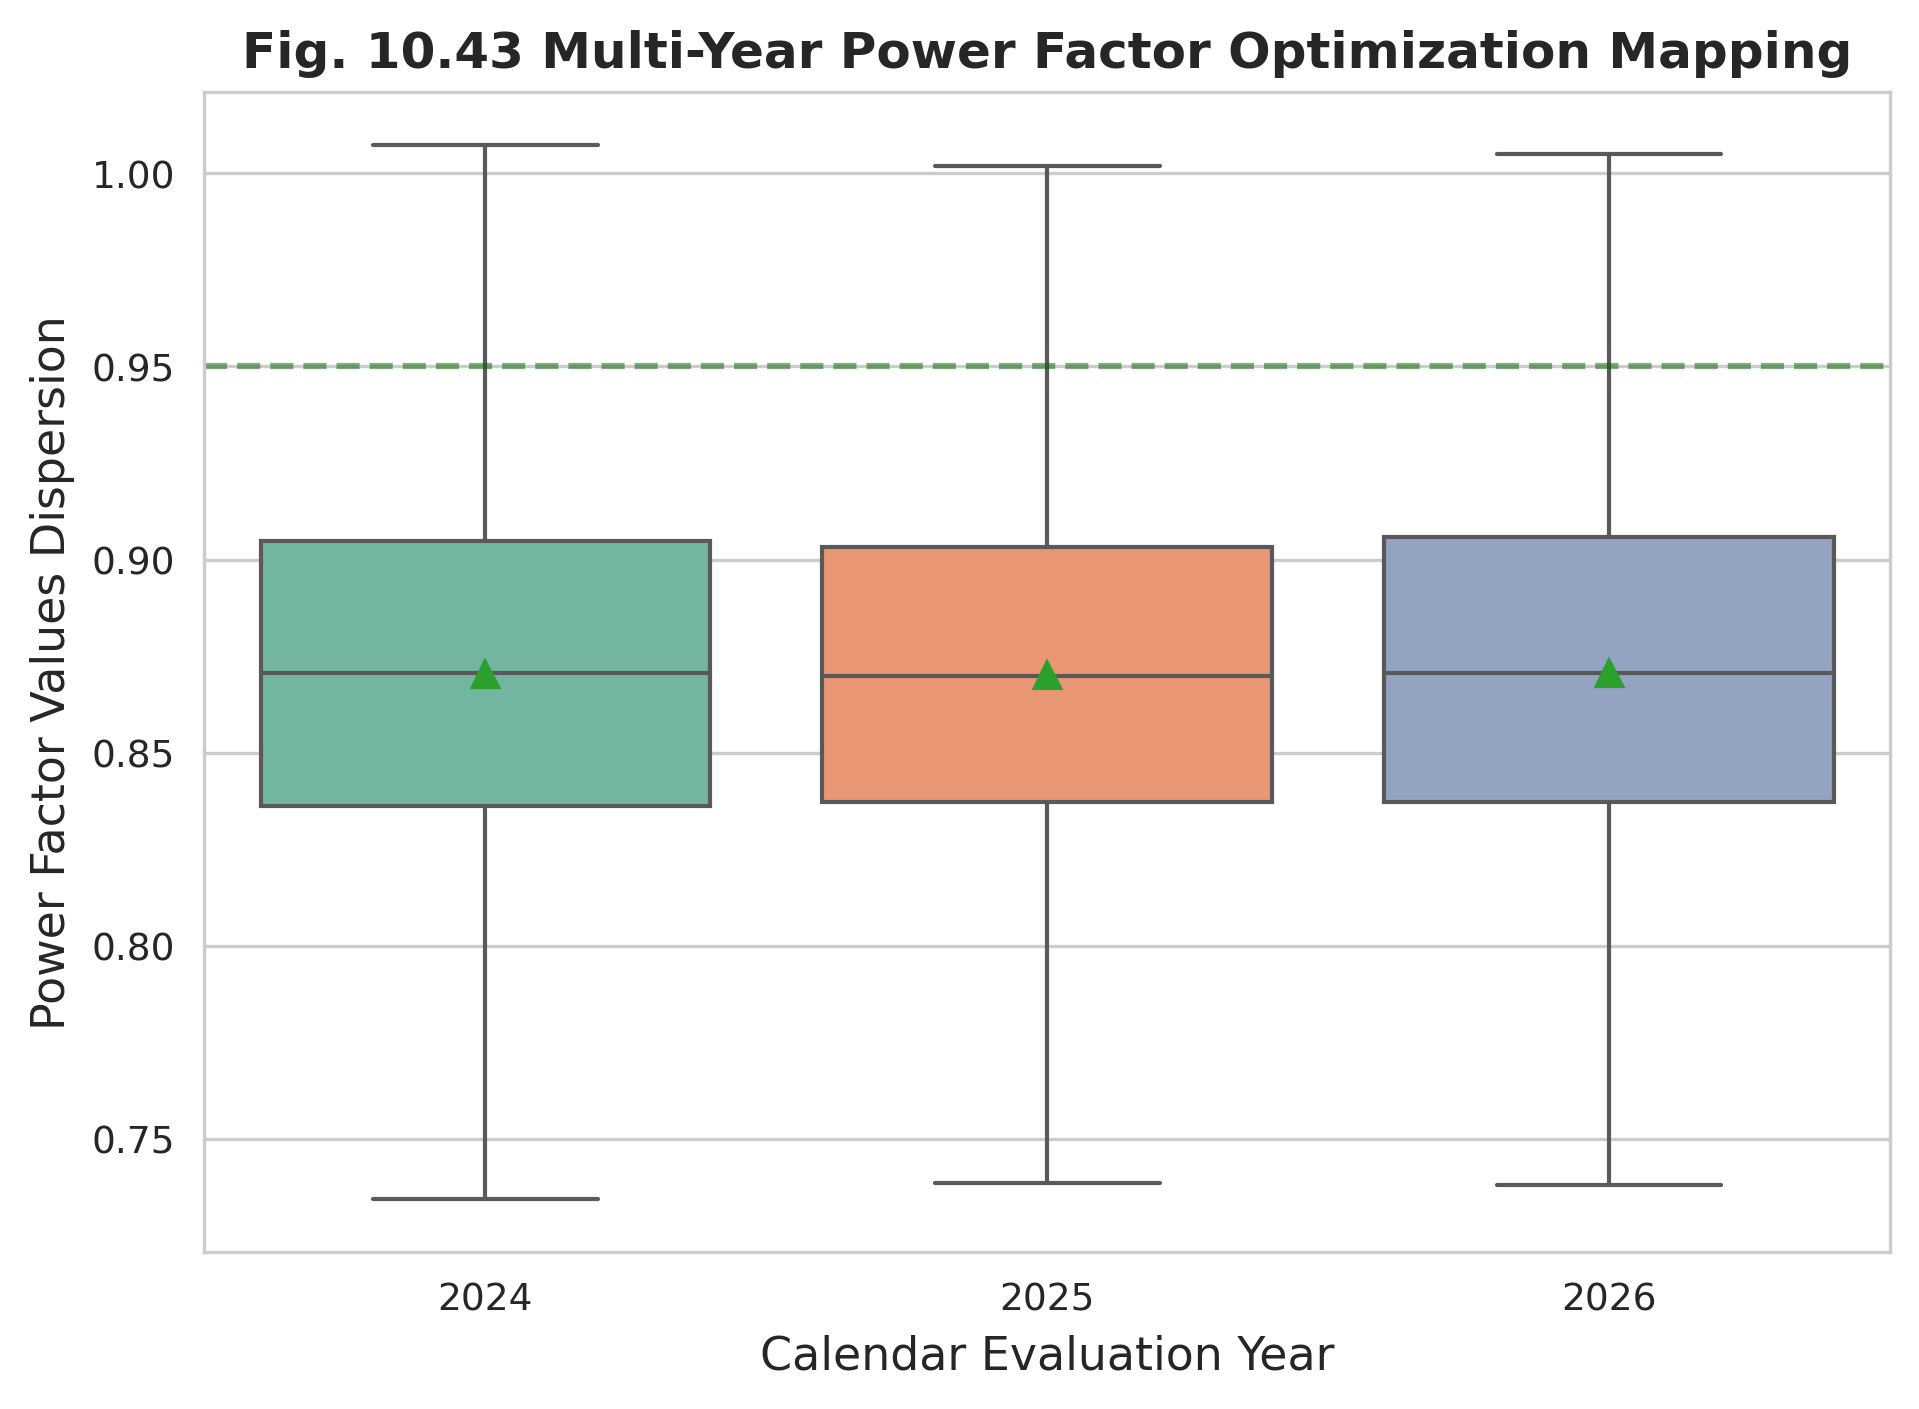 Fig. 10.43 Multi-Year Power Factor Optimization Mapping
Power Factor Values Dispersion
1.00
0.95
0.90
0.85
0.80
0.75
2024 2025 2026
Calendar Evaluation Year